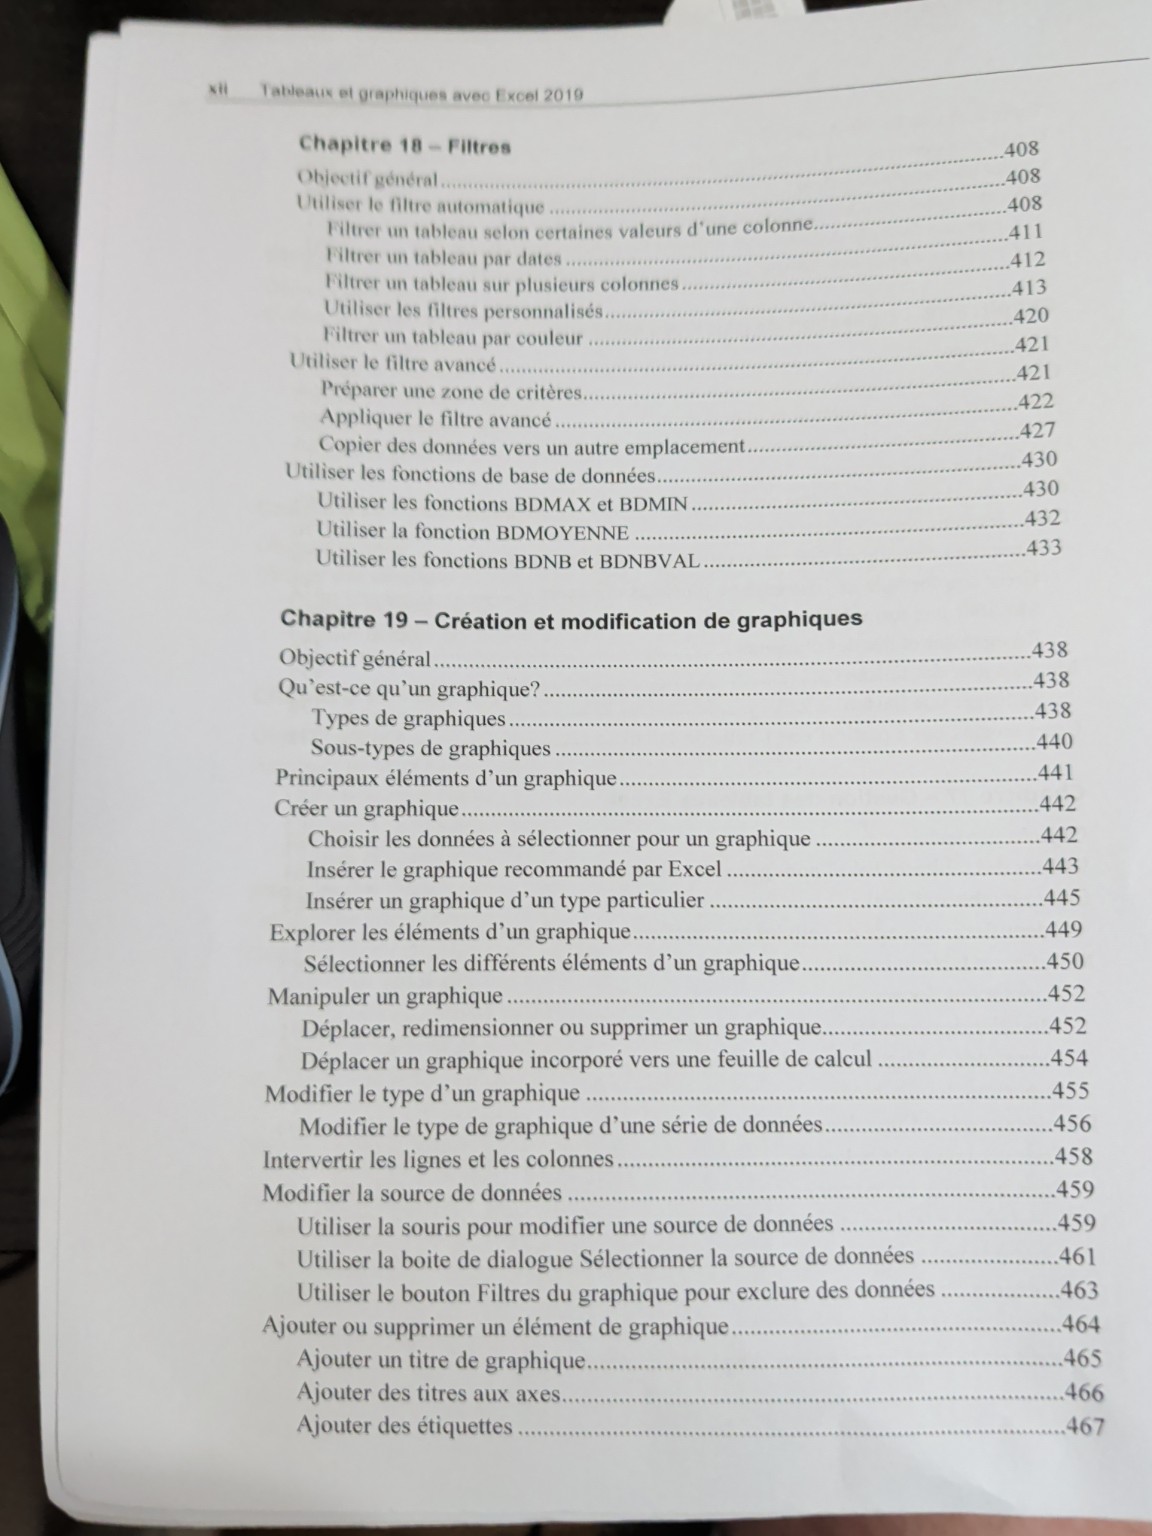 xii Tableaux et graphiques avec Excel 2019
Chapitre 18 – Filtres
Objectif général....................408
Utiliser le filtre automatique....................408
Filtrer un tableau selon certaines valeurs d'une colonne....................408
Filtrer un tableau par dates....................411
Filtrer un tableau sur plusieurs colonnes....................412
Utiliser les filtres personnalisés....................413
Filtrer un tableau par couleur....................420
Utiliser le filtre avancé....................421
Préparer une zone de critères....................421
Appliquer le filtre avancé....................422
Copier des données vers un autre emplacement....................427
Utiliser les fonctions de base de données....................430
Utiliser les fonctions BDMAX et BDMIN....................430
Utiliser la fonction BDMOYENNE....................432
Utiliser les fonctions BDNB et BDNBVAL....................433
Chapitre 19 – Création et modification de graphiques
Objectif général....................438
Qu'est-ce qu'un graphique?....................438
Types de graphiques....................438
Sous-types de graphiques....................440
Principaux éléments d'un graphique....................441
Créer un graphique....................442
Choisir les données à sélectionner pour un graphique....................442
Insérer le graphique recommandé par Excel....................443
Insérer un graphique d'un type particulier....................445
Explorer les éléments d'un graphique....................449
Sélectionner les différents éléments d'un graphique....................450
Manipuler un graphique....................452
Déplacer, redimensionner ou supprimer un graphique....................452
Déplacer un graphique incorporé vers une feuille de calcul....................454
Modifier le type d'un graphique....................455
Modifier le type de graphique d'une série de données....................456
Intervertir les lignes et les colonnes....................458
Modifier la source de données....................459
Utiliser la souris pour modifier une source de données....................459
Utiliser la boite de dialogue Sélectionner la source de données....................461
Utiliser le bouton Filtres du graphique pour exclure des données....................463
Ajouter ou supprimer un élément de graphique....................464
Ajouter un titre de graphique....................465
Ajouter des titres aux axes....................466
Ajouter des étiquettes....................467